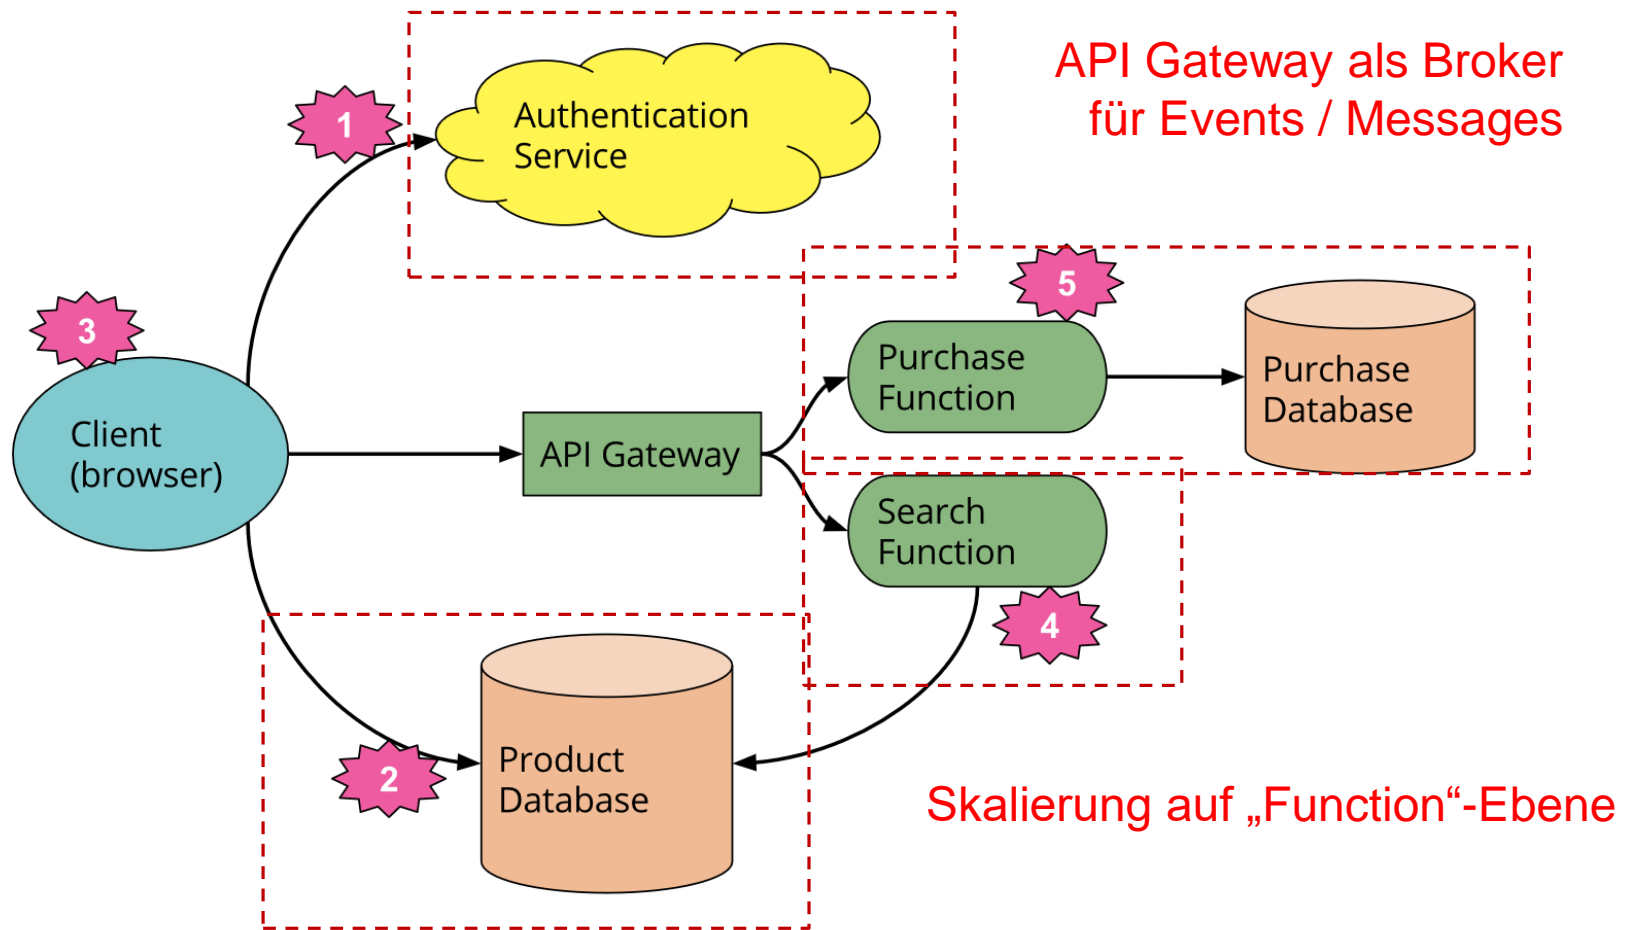 API Gateway als Broker
für Events / Messages
1
Authentication
Service
3
Client
(browser)
API Gateway
5
Purchase
Function
Purchase
Database
Search
Function
4
2
Product
Database
Skalierung auf „Function“-Ebene